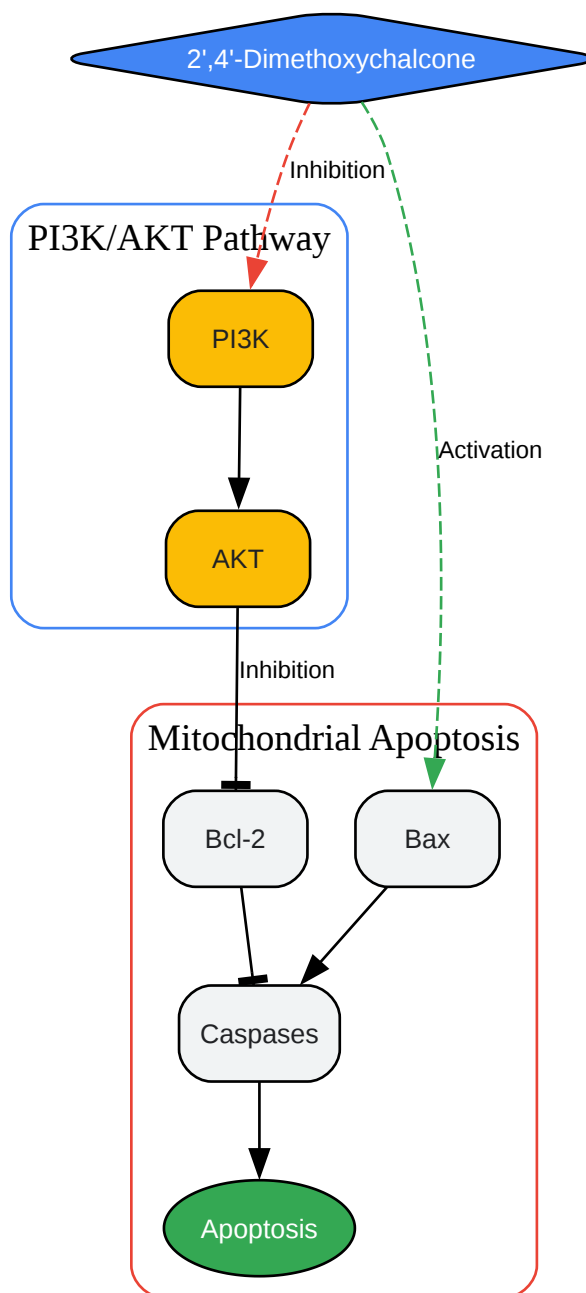 2',4'-Dimethoxychalcone
Inhibition
PI3K/AKT Pathway
PI3K
Activation
AKT
Inhibition
Mitochondrial Apoptosis
Bcl-2
Bax
Caspases
Apoptosis